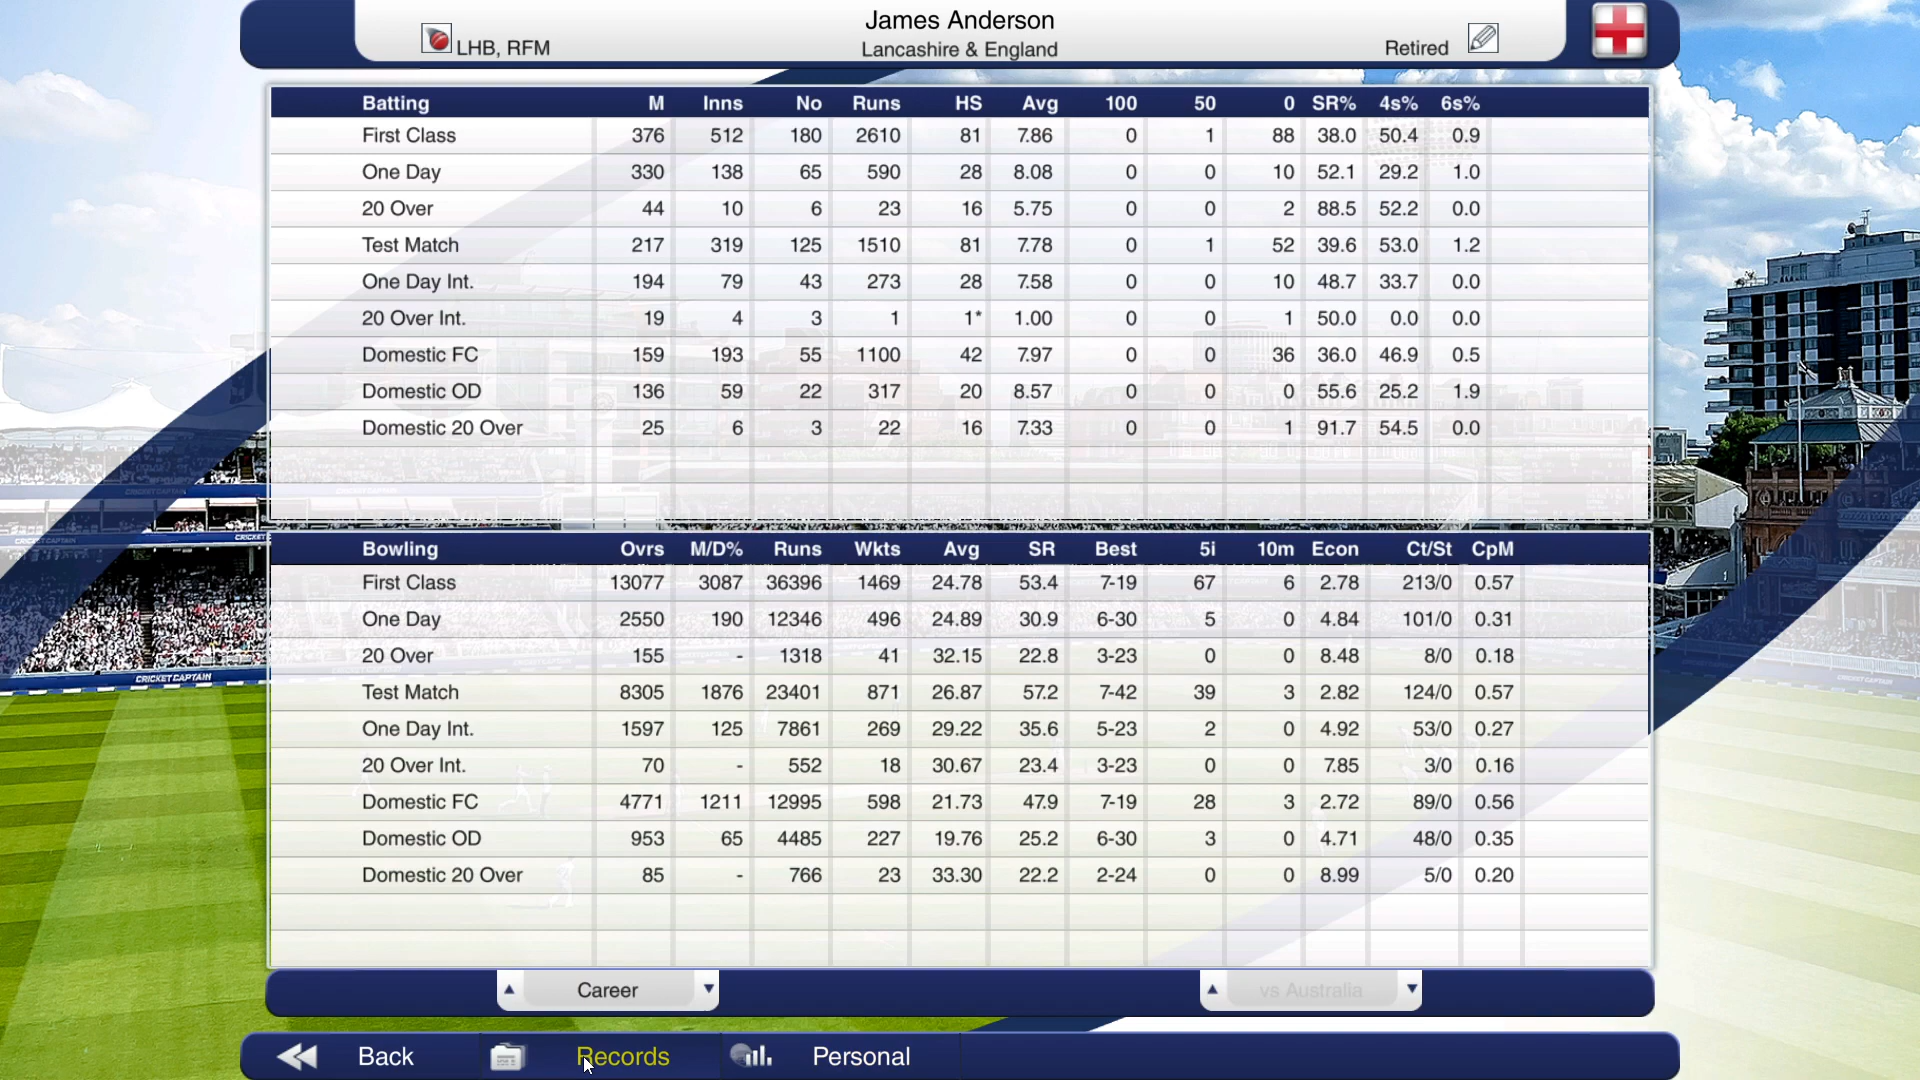 James Anderson
LHB, RFM
Lancashire & England
Retired
Batting M Inns No Runs HS Avg 100 50 0 SR% 4s% 6s%
First Class 376 512 180 2610 81 7.86 0 1 88 38.0 50.4 0.9
One Day 330 138 65 590 28 8.08 0 0 10 52.1 29.2 1.0
20 Over 44 10 6 23 16 5.75 0 0 2 88.5 52.2 0.0
Test Match 217 319 125 1510 81 7.78 0 1 52 39.6 53.0 1.2
One Day Int. 194 79 43 273 28 7.58 0 0 10 48.7 33.7 0.0
20 Over Int. 19 4 3 1 1* 1.00 0 0 1 50.0 0.0 0.0
Domestic FC 159 193 55 1100 42 7.97 0 0 36 36.0 46.9 0.5
Domestic OD 136 59 22 317 20 8.57 0 0 0 55.6 25.2 1.9
Domestic 20 Over 25 6 3 22 16 7.33 0 0 1 91.7 54.5 0.0
Bowling Ovrs M/D% Runs Wkts Avg SR Best 5i 10m Econ Ct/St CpM
First Class 13077 3087 36396 1469 24.78 53.4 7-19 67 6 2.78 213/0 0.57
One Day 2550 190 12346 496 24.89 30.9 6-30 5 0 4.84 101/0 0.31
20 Over 155 - 1318 41 32.15 22.8 3-23 0 0 8.48 8/0 0.18
Test Match 8305 1876 23401 871 26.87 57.2 7-42 39 3 2.82 124/0 0.57
One Day Int. 1597 125 7861 269 29.22 35.6 5-23 2 0 4.92 53/0 0.27
20 Over Int. 70 - 552 18 30.67 23.4 3-23 0 0 7.85 3/0 0.16
Domestic FC 4771 1211 12995 598 21.73 47.9 7-19 28 3 2.72 89/0 0.56
Domestic OD 953 65 4485 227 19.76 25.2 6-30 3 0 4.71 48/0 0.35
Domestic 20 Over 85 - 766 23 33.30 22.2 2-24 0 0 8.99 5/0 0.20
CRICKET CAPTAIN
Career
vs Australia
Back
Records
Personal